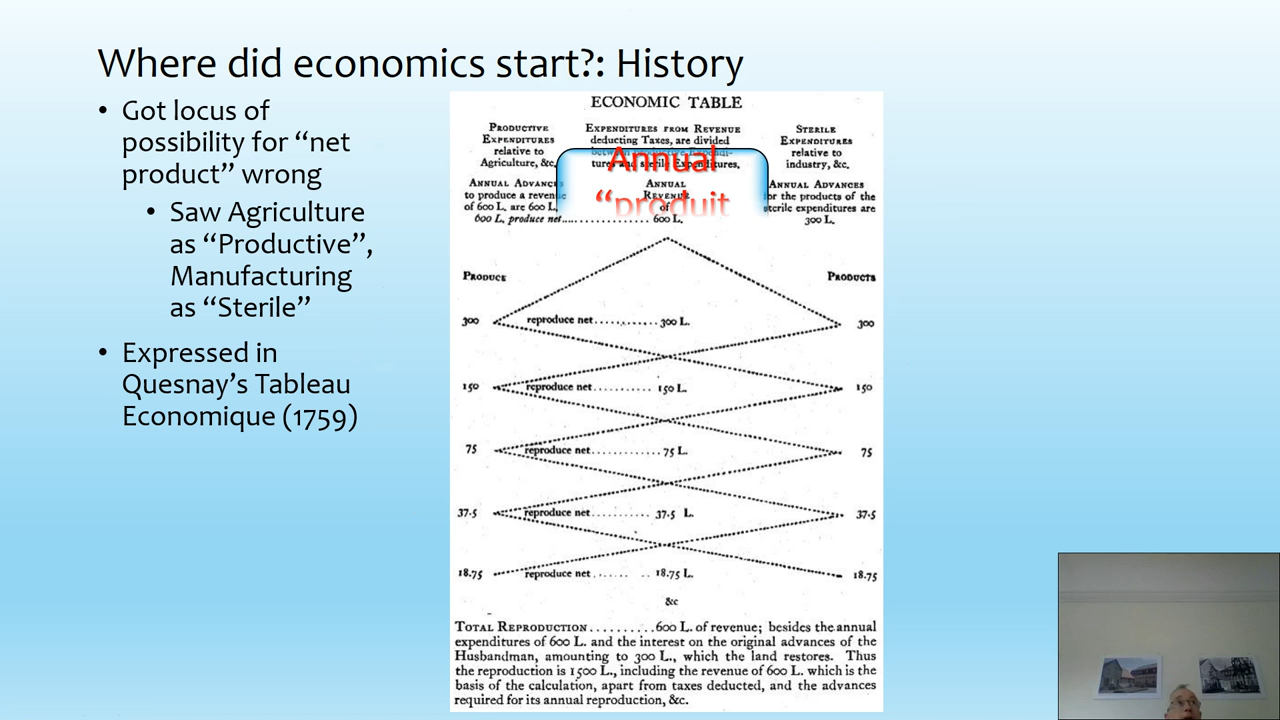 Where did economics start?: History
• Got locus of
possibility for “net
product” wrong
• Saw Agriculture
as “Productive”,
Manufacturing
as “Sterile”
• Expressed in
Quesnay’s Tableau
Economique (1759)
ECONOMIC TABLE
PRODUCTIVE
EXPENDITURES
relative to
Agriculture, &c.
EXPENDITURES FROM REVENUE
deducting Taxes, are divided
STERILE
EXPENDITURES
relative to
industry, &c.
Annual
“produit
ANNUAL ADVANC
to produce a revenu
of 600 L. are 600 L.
600 L. produce net..................... 600 L.
ANNUAL
REVENUE
of
ANNUAL ADVANCES
or the products of the
sterile expenditures are
300 L.
PRODUCE
PRODUCTS
300 reproduce net............300 L. 300
150 reproduce net...........150 L. 150
75 reproduce net............75 L. 75
37.5 reproduce net.......... 37.5 L. 37.5
18.75 reproduce net...... .. 18.75 L. 18.75
&c
TOTAL REPRODUCTION..........600 L. of revenue; besides the annual
expenditures of 600 L. and the interest on the original advances of the
Husbandman, amounting to 300 L., which the land restores. Thus
the reproduction is 1500 L., including the revenue of 600 L. which is the
basis of the calculation, apart from taxes deducted, and the advances
required for its annual reproduction, &c.